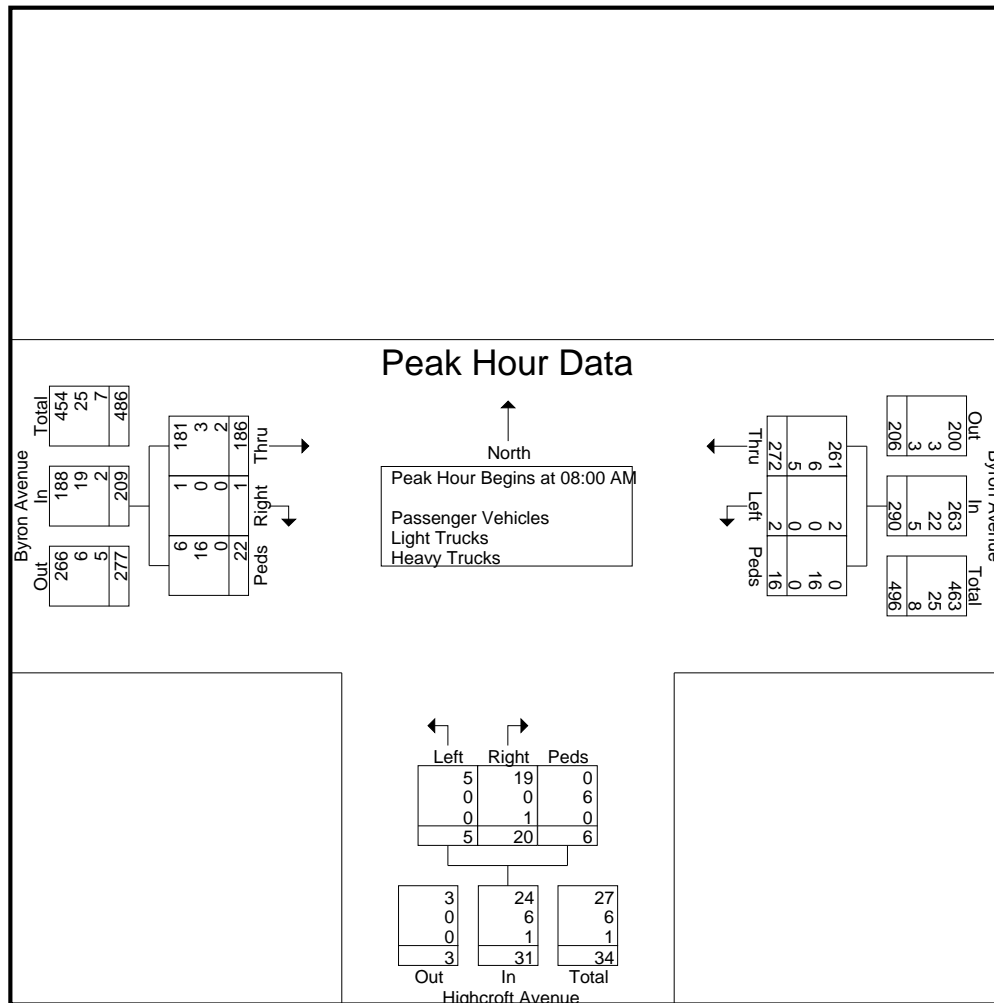 Peak Hour Data
North
Peak Hour Begins at 08:00 AM
Passenger Vehicles
Light Trucks
Heavy Trucks
Byron Avenue
Out In Total
266 188 454
6 19 25
5 2 7
277 209 486
181 3 2 186 Thru
1 0 0 1 Right
6 16 0 22 Peds
Byron Avenue
Out In Total
200 263 463
3 22 25
3 5 8
206 290 496
Thru Left Peds
261 2 0
6 0 16
5 0 0
272 2 16
Left Right Peds
5 19 0
0 0 6
0 1 0
5 20 6
3 24 27
0 6 6
0 1 1
3 31 34
Out In Total
Highcroft Avenue